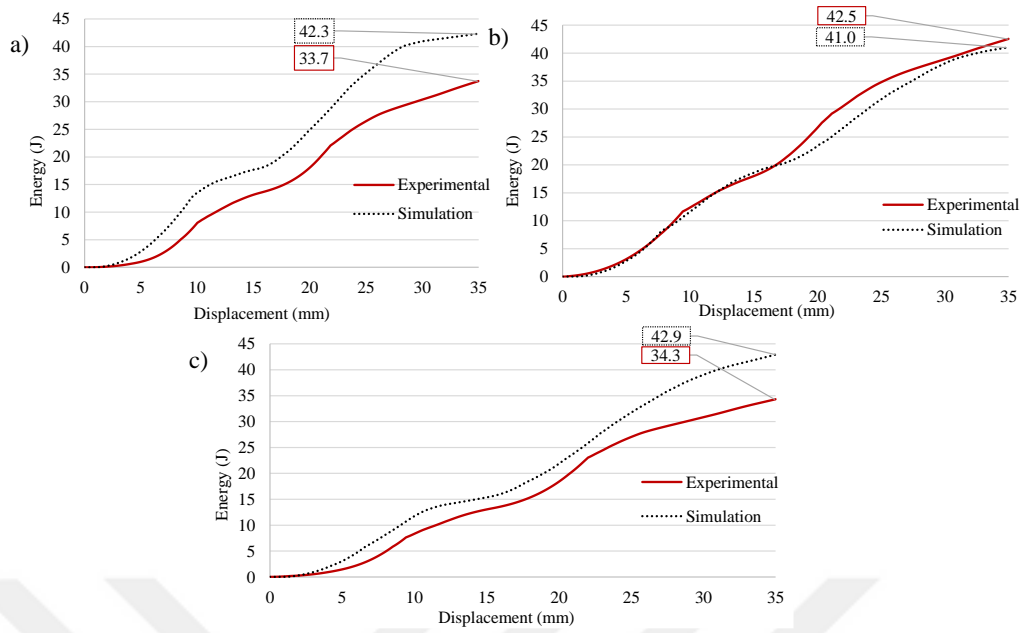 a)
45
40
35
30
25
20
15
10
5
0
Energy (J)
42.3
33.7
Experimental
Simulation
0 5 10 15 20 25 30 35
Displacement (mm)
b)
45
40
35
30
25
20
15
10
5
0
Energy (J)
42.5
41.0
Experimental
Simulation
0 5 10 15 20 25 30 35
Displacement (mm)
c)
45
40
35
30
25
20
15
10
5
0
Energy (J)
42.9
34.3
Experimental
Simulation
0 5 10 15 20 25 30 35
Displacement (mm)